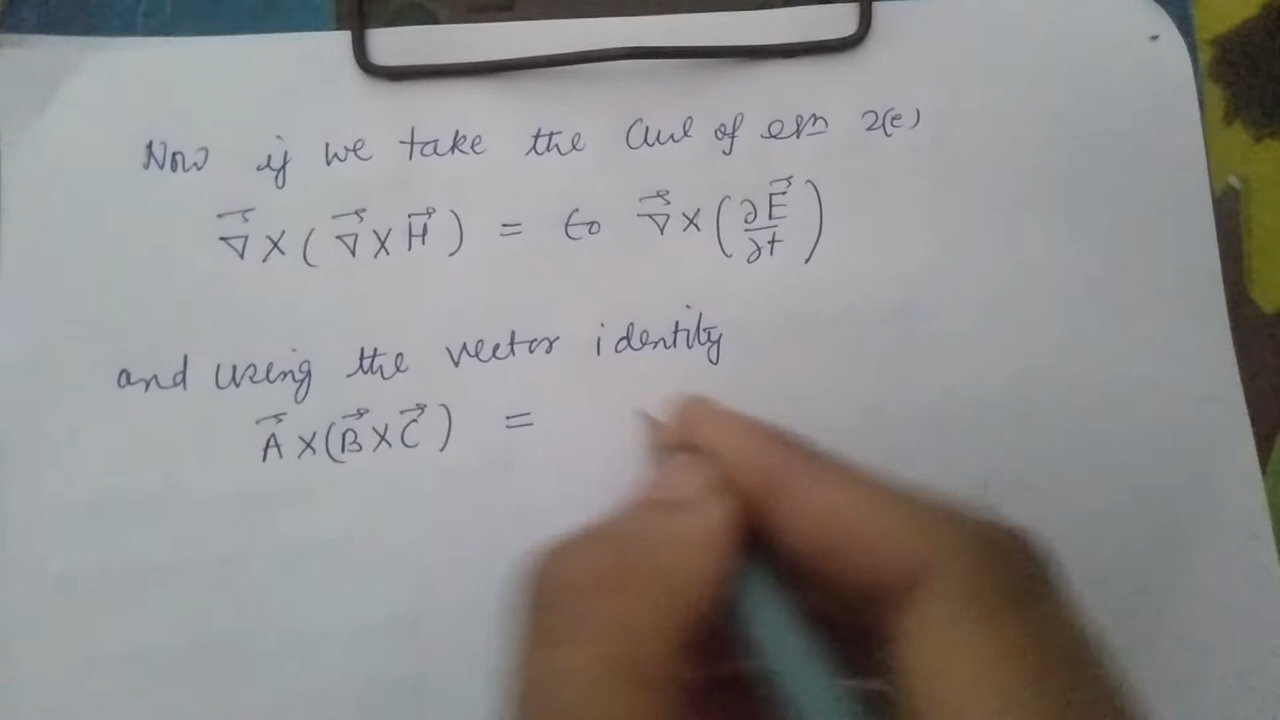 Now if we take the Curl of eqn 2(e)
∇⃗ × (∇⃗ × H⃗) = ϵ0 ∇⃗ × (∂E⃗/∂t)
and using the vector identity
A⃗ × (B⃗ × C⃗) =